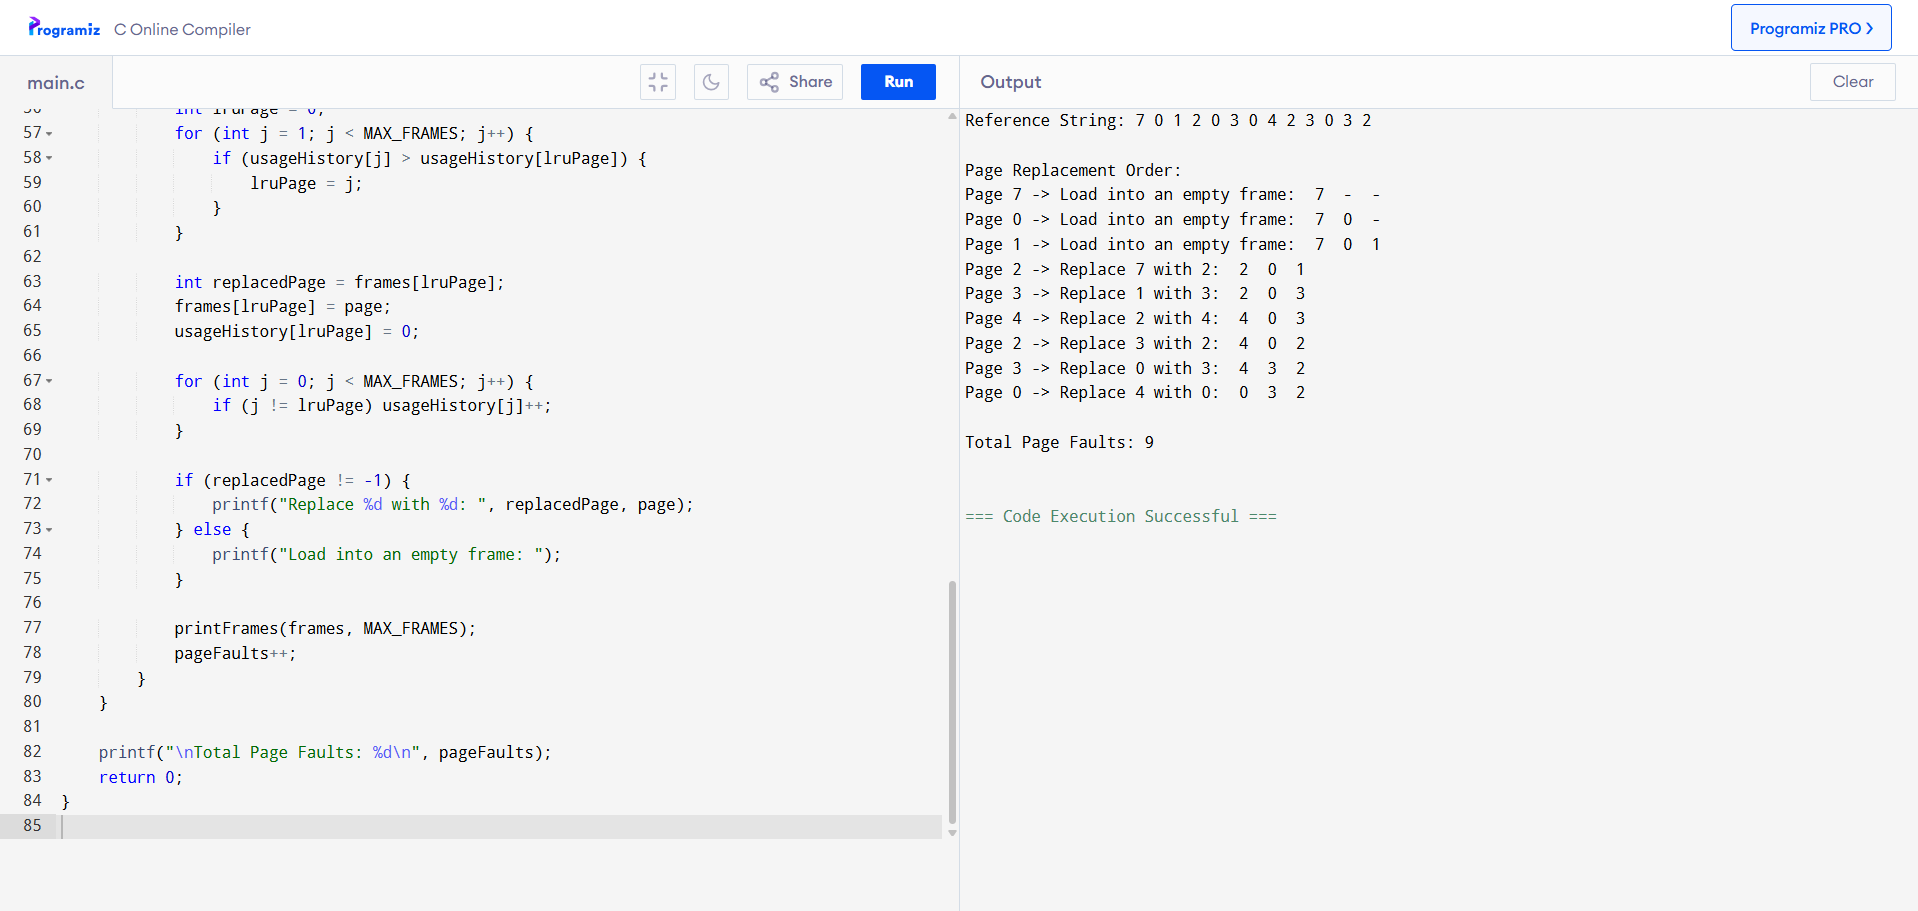 Programiz C Online Compiler
Programiz PRO
main.c
Share
Run
Output
Clear
56 int lruPage = 0;
57 for (int j = 1; j < MAX_FRAMES; j++) {
58 if (usageHistory[j] > usageHistory[lruPage]) {
59 lruPage = j;
60 }
61 }
62
63 int replacedPage = frames[lruPage];
64 frames[lruPage] = page;
65 usageHistory[lruPage] = 0;
66
67 for (int j = 0; j < MAX_FRAMES; j++) {
68 if (j != lruPage) usageHistory[j]++;
69 }
70
71 if (replacedPage != -1) {
72 printf("Replace %d with %d: ", replacedPage, page);
73 } else {
74 printf("Load into an empty frame: ");
75 }
76
77 printFrames(frames, MAX_FRAMES);
78 pageFaults++;
79 }
80 }
81
82 printf("\nTotal Page Faults: %d\n", pageFaults);
83 return 0;
84 }
85
Reference String: 7 0 1 2 0 3 0 4 2 3 0 3 2
Page Replacement Order:
Page 7 -> Load into an empty frame: 7 - -
Page 0 -> Load into an empty frame: 7 0 -
Page 1 -> Load into an empty frame: 7 0 1
Page 2 -> Replace 7 with 2: 2 0 1
Page 3 -> Replace 1 with 3: 2 0 3
Page 4 -> Replace 2 with 4: 4 0 3
Page 2 -> Replace 3 with 2: 4 0 2
Page 3 -> Replace 0 with 3: 4 3 2
Page 0 -> Replace 4 with 0: 0 3 2
Total Page Faults: 9
=== Code Execution Successful ===